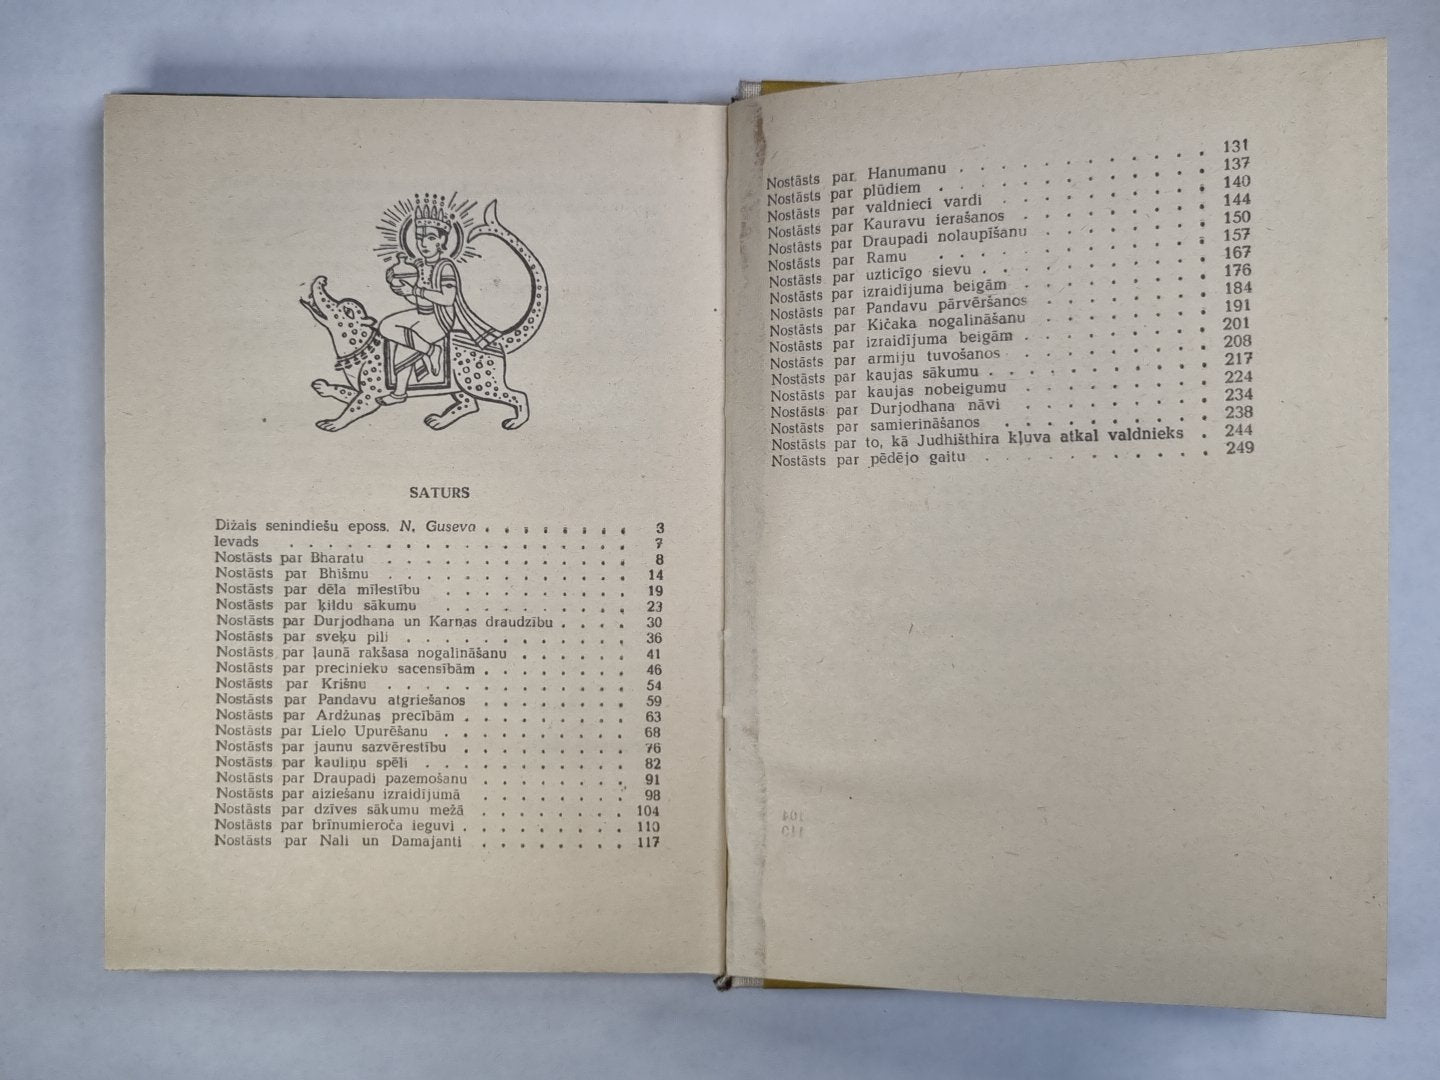 SATURS
Dižais senindiešu eposs. N. Guseva . . . . . . . . 3
Ievads . . . . . . . . . . . . . . . . 7
Nostāsts par Bharatu . . . . . . . . . . . . 8
Nostāsts par Bhišmu . . . . . . . . . . . . 14
Nostāsts par dēla mīlestību . . . . . . . . . . 19
Nostāsts par ķildu sākumu . . . . . . . . . . 23
Nostāsts par Durjodhana un Karnas draudzību . . . . 30
Nostāsts par sveķu pili . . . . . . . . . . . 36
Nostāsts par ļaunā rakšasa nogalināšanu . . . . . . 41
Nostāsts par precinieku sacensībām . . . . . . . . 46
Nostāsts par Krišnu . . . . . . . . . . . . 54
Nostāsts par Pandavu atgriešanos . . . . . . . . 59
Nostāsts par Ardžunas precībām . . . . . . . . . 63
Nostāsts par Lielo Upurēšanu . . . . . . . . . 68
Nostāsts par jaunu sazvērestību . . . . . . . . . 76
Nostāsts par kauliņu spēli . . . . . . . . . . 82
Nostāsts par Draupadi pazemošanu . . . . . . . . 91
Nostāsts par aiziešanu izraidījumā . . . . . . . . 98
Nostāsts par dzīves sākumu mežā . . . . . . . . 104
Nostāsts par brīnumieroča ieguvi . . . . . . . . . 110
Nostāsts par Nali un Damajanti . . . . . . . . 117
Nostāsts par Hanumanu . . . . . . . . . . . 131
Nostāsts par plūdiem . . . . . . . . . . . . 137
Nostāsts par valdnieci vardi . . . . . . . . . . 140
Nostāsts par Kauravu ierašanos . . . . . . . . . 144
Nostāsts par Draupadi nolaupīšanu . . . . . . . . 150
Nostāsts par Ramu . . . . . . . . . . . . 157
Nostāsts par uzticīgo sievu . . . . . . . . . . 167
Nostāsts par izraidījuma beigām . . . . . . . . . 176
Nostāsts par Pandavu pārvēršanos . . . . . . . . 184
Nostāsts par Kičaka nogalināšanu . . . . . . . . 191
Nostāsts par izraidījuma beigām . . . . . . . . . 201
Nostāsts par armiju tuvošanos . . . . . . . . . 208
Nostāsts par kaujas sākumu . . . . . . . . . . 217
Nostāsts par kaujas nobeigumu . . . . . . . . . 224
Nostāsts par Durjodhana nāvi . . . . . . . . . 234
Nostāsts par samierināšanos . . . . . . . . . . 238
Nostāsts par to, kā Judhišthira kļuva atkal valdnieks . 244
Nostāsts par pēdējo gaitu . . . . . . . . . . 249